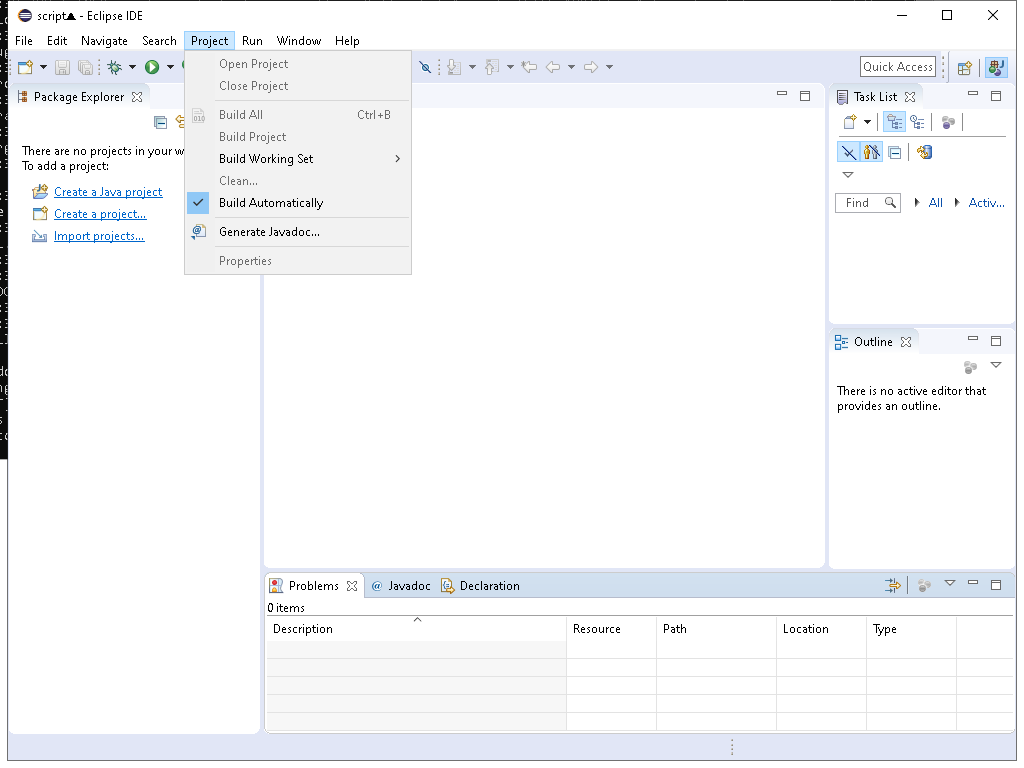 script▲ - Eclipse IDE
File Edit Navigate Search Project Run Window Help
Quick Access
Open Project
Close Project
Build All Ctrl+B
Build Project
Build Working Set
Clean...
Build Automatically
Generate Javadoc...
Properties
Package Explorer
There are no projects in your
To add a project:
Create a Java project
Create a project...
Import projects...
Task List
Find All Activ...
Outline
There is no active editor that
provides an outline.
Problems @ Javadoc Declaration
0 items
Description Resource Path Location Type